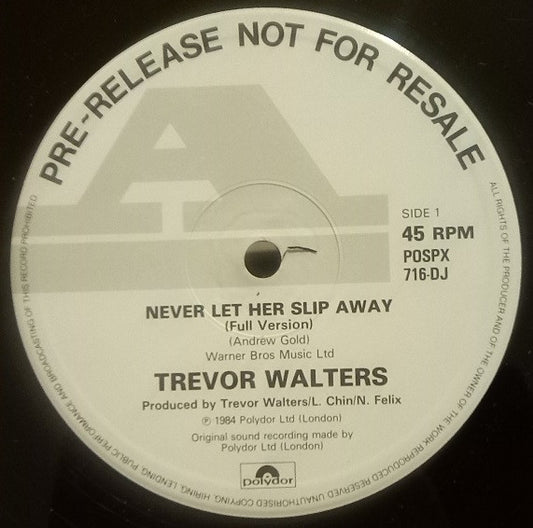 PRE-RELEASE NOT FOR RESALE
A
SIDE 1
45 RPM
POSPX
716-DJ
NEVER LET HER SLIP AWAY
(Full Version)
(Andrew Gold)
Warner Bros Music Ltd
TREVOR WALTERS
Produced by Trevor Walters/L. Chin/N. Felix
℗ 1984 Polydor Ltd (London)
Original sound recording made by
Polydor Ltd (London)
polydor
ALL RIGHTS OF THE PRODUCER AND OF THE OWNER OF THE WORK REPRODUCED RESERVED. UNAUTHORISED COPYING, HIRING, LENDING, PUBLIC PERFORMANCE AND BROADCASTING OF THIS RECORD PROHIBITED